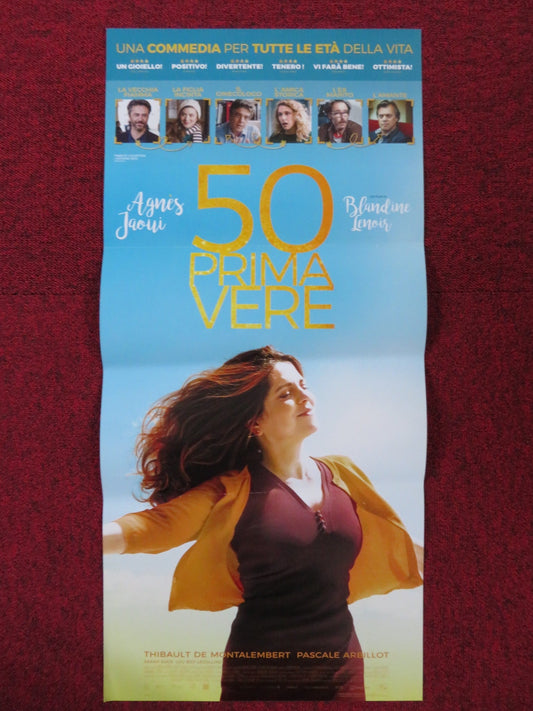 UNA COMMEDIA PER TUTTE LE ETÀ DELLA VITA
UN GIOIELLO! POSITIVO! DIVERTENTE! TENERO! VI FARÀ BENE! OTTIMISTA!
LA VECCHIA FIAMMA LA FIGLIA INCINTA IL GINECOLOGO L'AMICA STORICA L'EX MARITO L'AMANTE
Agnès
Jaoui
Blandine
Lenoir
50
PRIMA
VERE
THIBAULT DE MONTALEMBERT PASCALE ARBILLOT